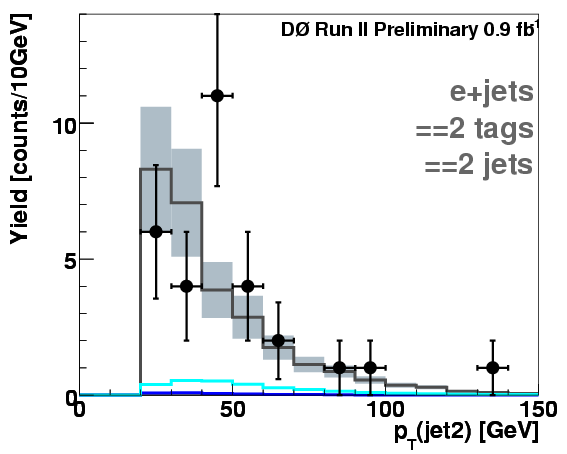 DØ Run II Preliminary 0.9 fb⁻¹
e+jets
==2 tags
==2 jets
Yield [counts/10GeV]
10
5
0
0 50 100 150
p_T(jet2) [GeV]